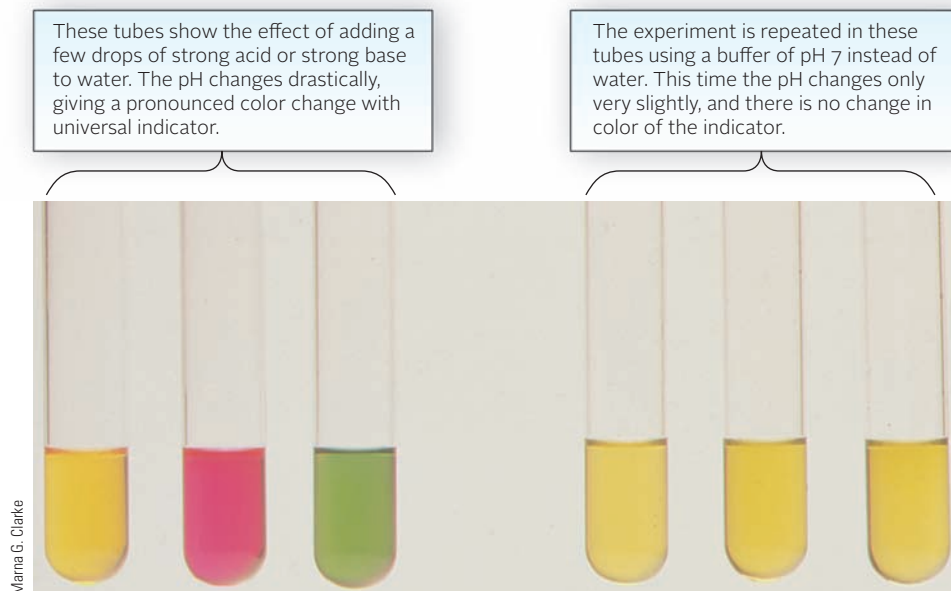 These tubes show the effect of adding a
few drops of strong acid or strong base
to water. The pH changes drastically,
giving a pronounced color change with
universal indicator.
The experiment is repeated in these
tubes using a buffer of pH 7 instead of
water. This time the pH changes only
very slightly, and there is no change in
color of the indicator.
Marna G. Clarke